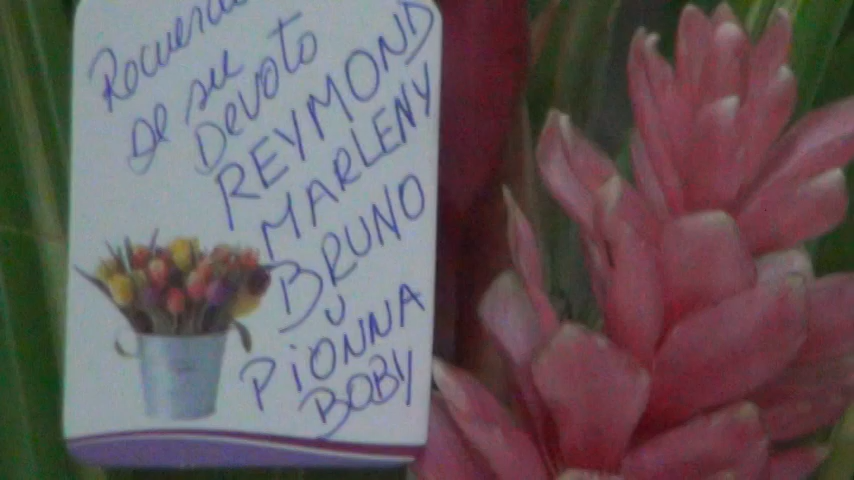 Recuerdo
de su
Devoto
REYMOND
MARLENY
BRUNO
y
PiONNA
BOBY